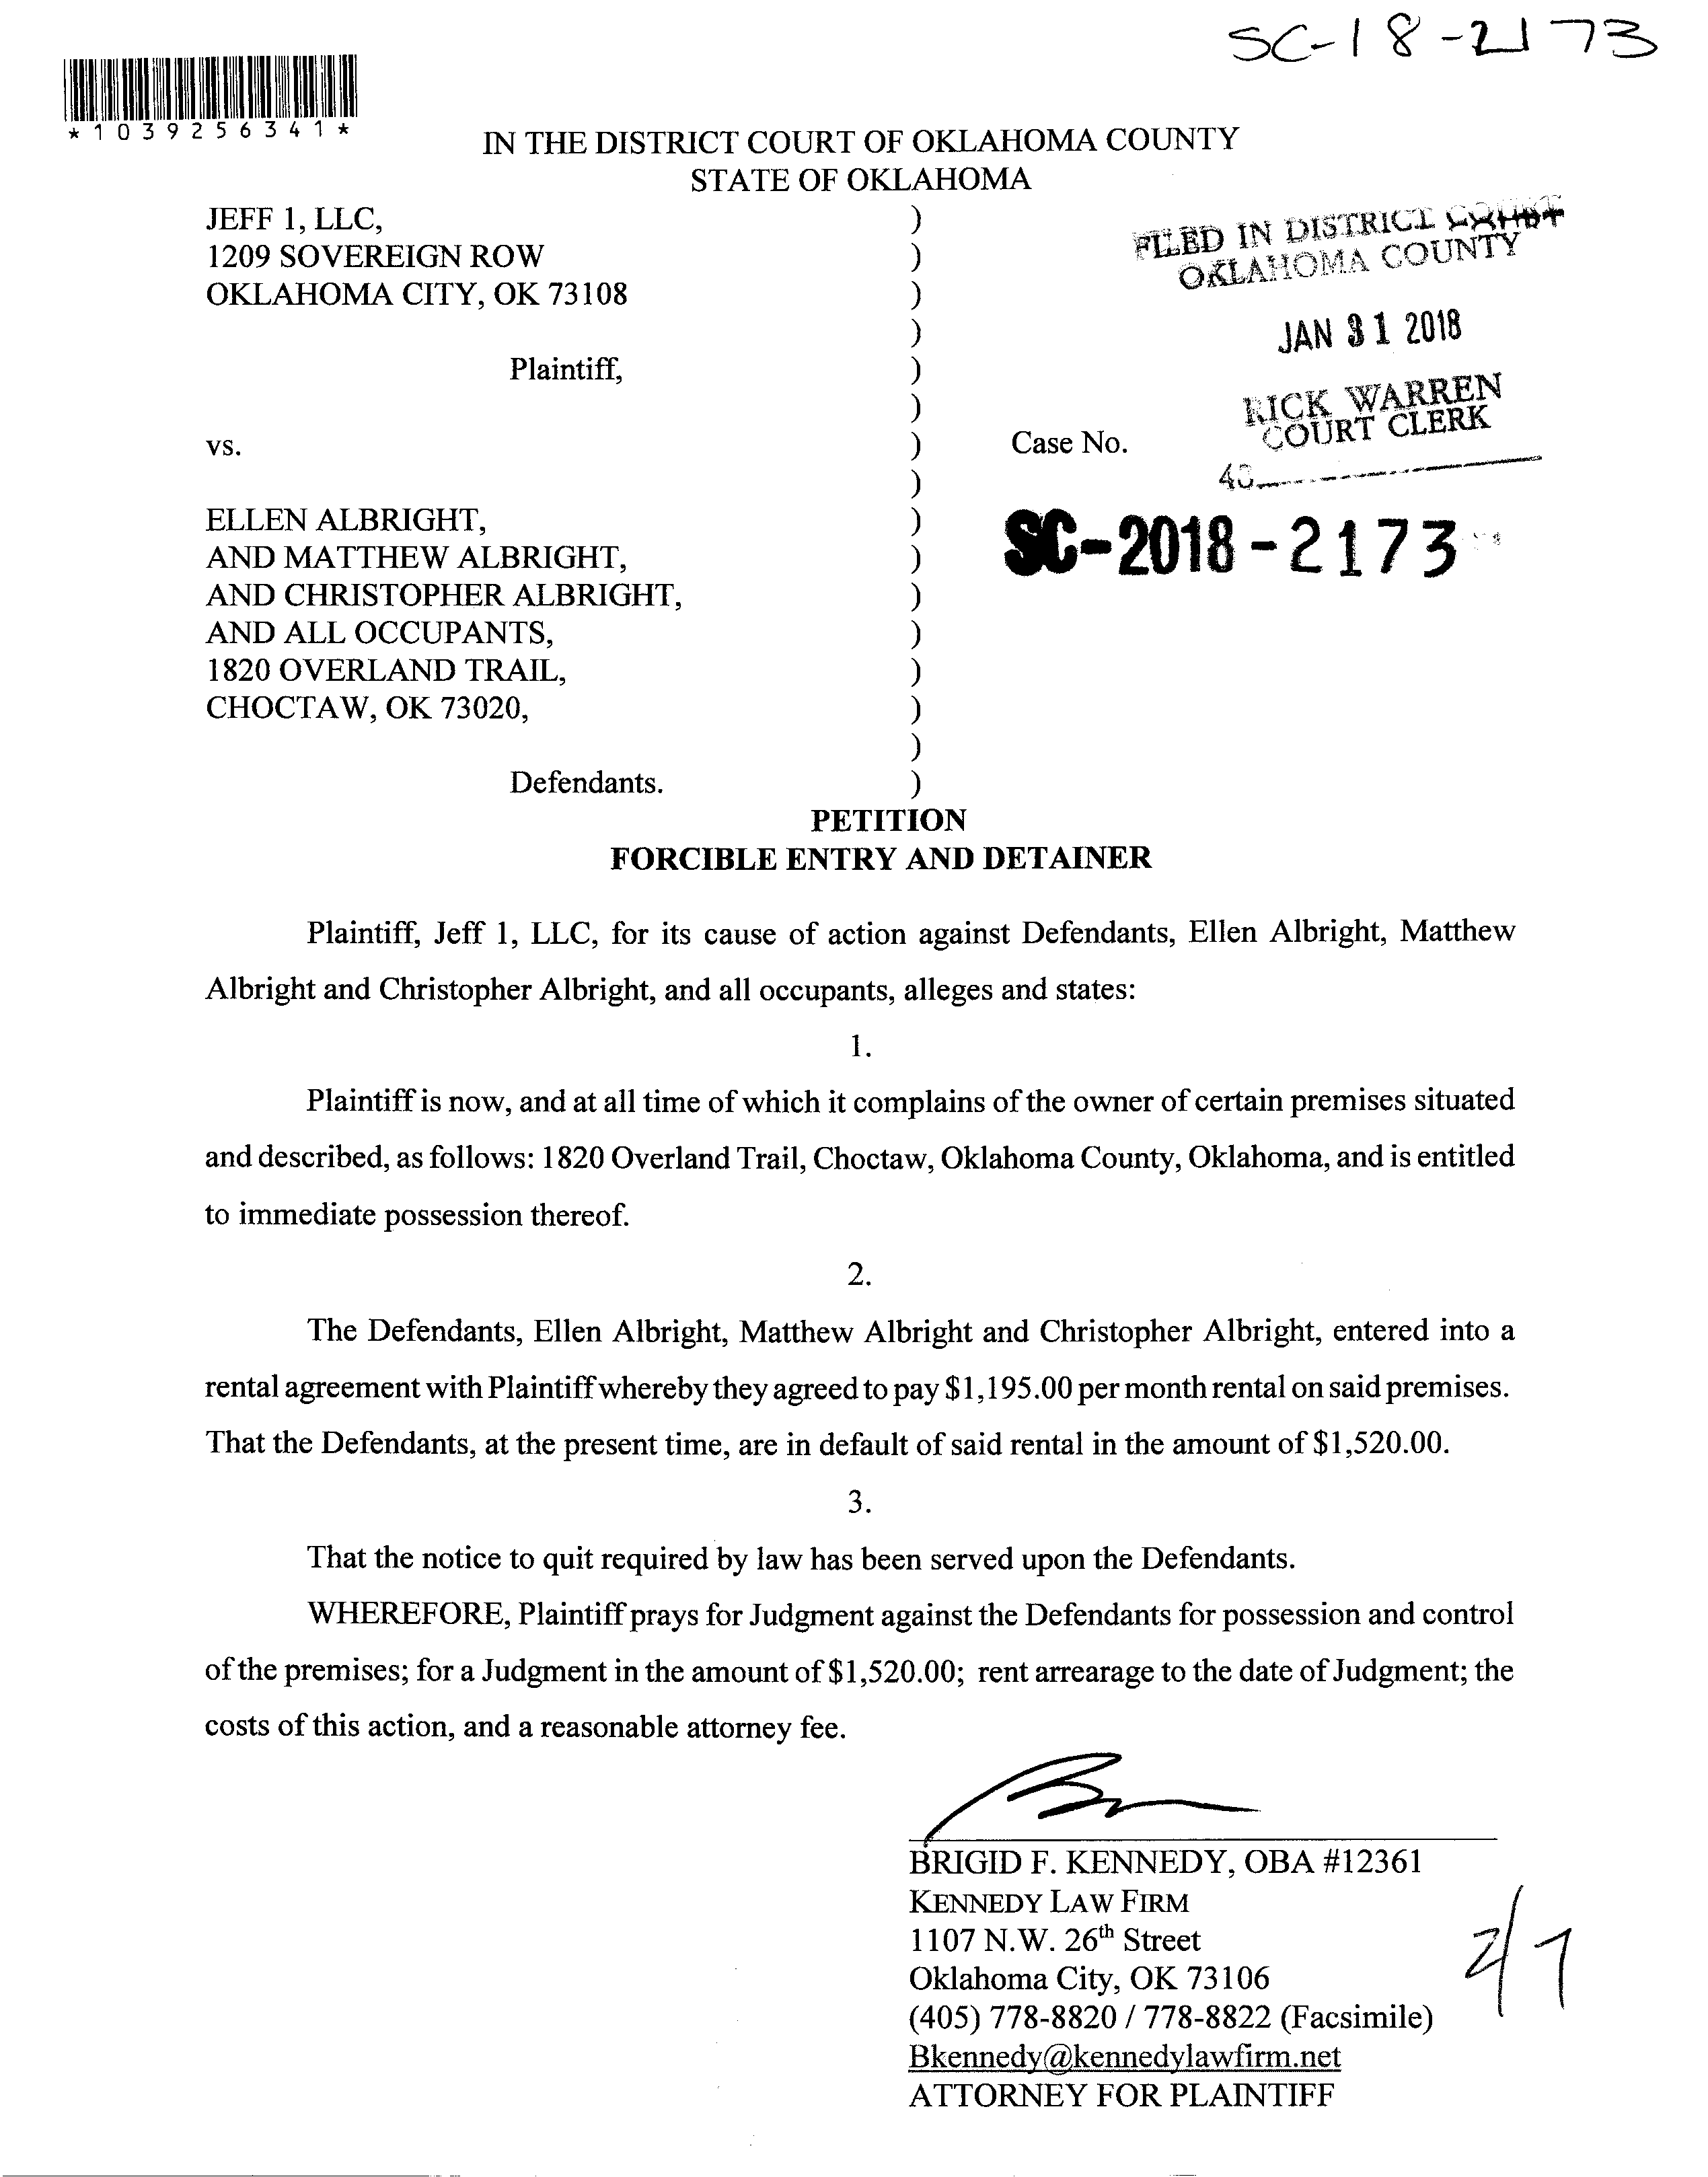 SC-18-2173
*1039256341*
IN THE DISTRICT COURT OF OKLAHOMA COUNTY
STATE OF OKLAHOMA
JEFF 1, LLC, )
1209 SOVEREIGN ROW )
OKLAHOMA CITY, OK 73108 )
)
Plaintiff, )
)
vs. )
)
ELLEN ALBRIGHT, )
AND MATTHEW ALBRIGHT, )
AND CHRISTOPHER ALBRIGHT, )
AND ALL OCCUPANTS, )
1820 OVERLAND TRAIL, )
CHOCTAW, OK 73020, )
)
Defendants. )
FILED IN DISTRICT COURT
OKLAHOMA COUNTY
JAN 31 2018
RICK WARREN
COURT CLERK
Case No.
SC-2018-2173
PETITION
FORCIBLE ENTRY AND DETAINER
Plaintiff, Jeff 1, LLC, for its cause of action against Defendants, Ellen Albright, Matthew
Albright and Christopher Albright, and all occupants, alleges and states:
1.
Plaintiff is now, and at all time of which it complains of the owner of certain premises situated
and described, as follows: 1820 Overland Trail, Choctaw, Oklahoma County, Oklahoma, and is entitled
to immediate possession thereof.
2.
The Defendants, Ellen Albright, Matthew Albright and Christopher Albright, entered into a
rental agreement with Plaintiff whereby they agreed to pay $1,195.00 per month rental on said premises.
That the Defendants, at the present time, are in default of said rental in the amount of $1,520.00.
3.
That the notice to quit required by law has been served upon the Defendants.
WHEREFORE, Plaintiff prays for Judgment against the Defendants for possession and control
of the premises; for a Judgment in the amount of $1,520.00; rent arrearage to the date of Judgment; the
costs of this action, and a reasonable attorney fee.
BRIGID F. KENNEDY, OBA #12361
KENNEDY LAW FIRM
1107 N.W. 26th Street
Oklahoma City, OK 73106
(405) 778-8820 / 778-8822 (Facsimile)
Bkennedy@kennedylawfirm.net
ATTORNEY FOR PLAINTIFF
2/7